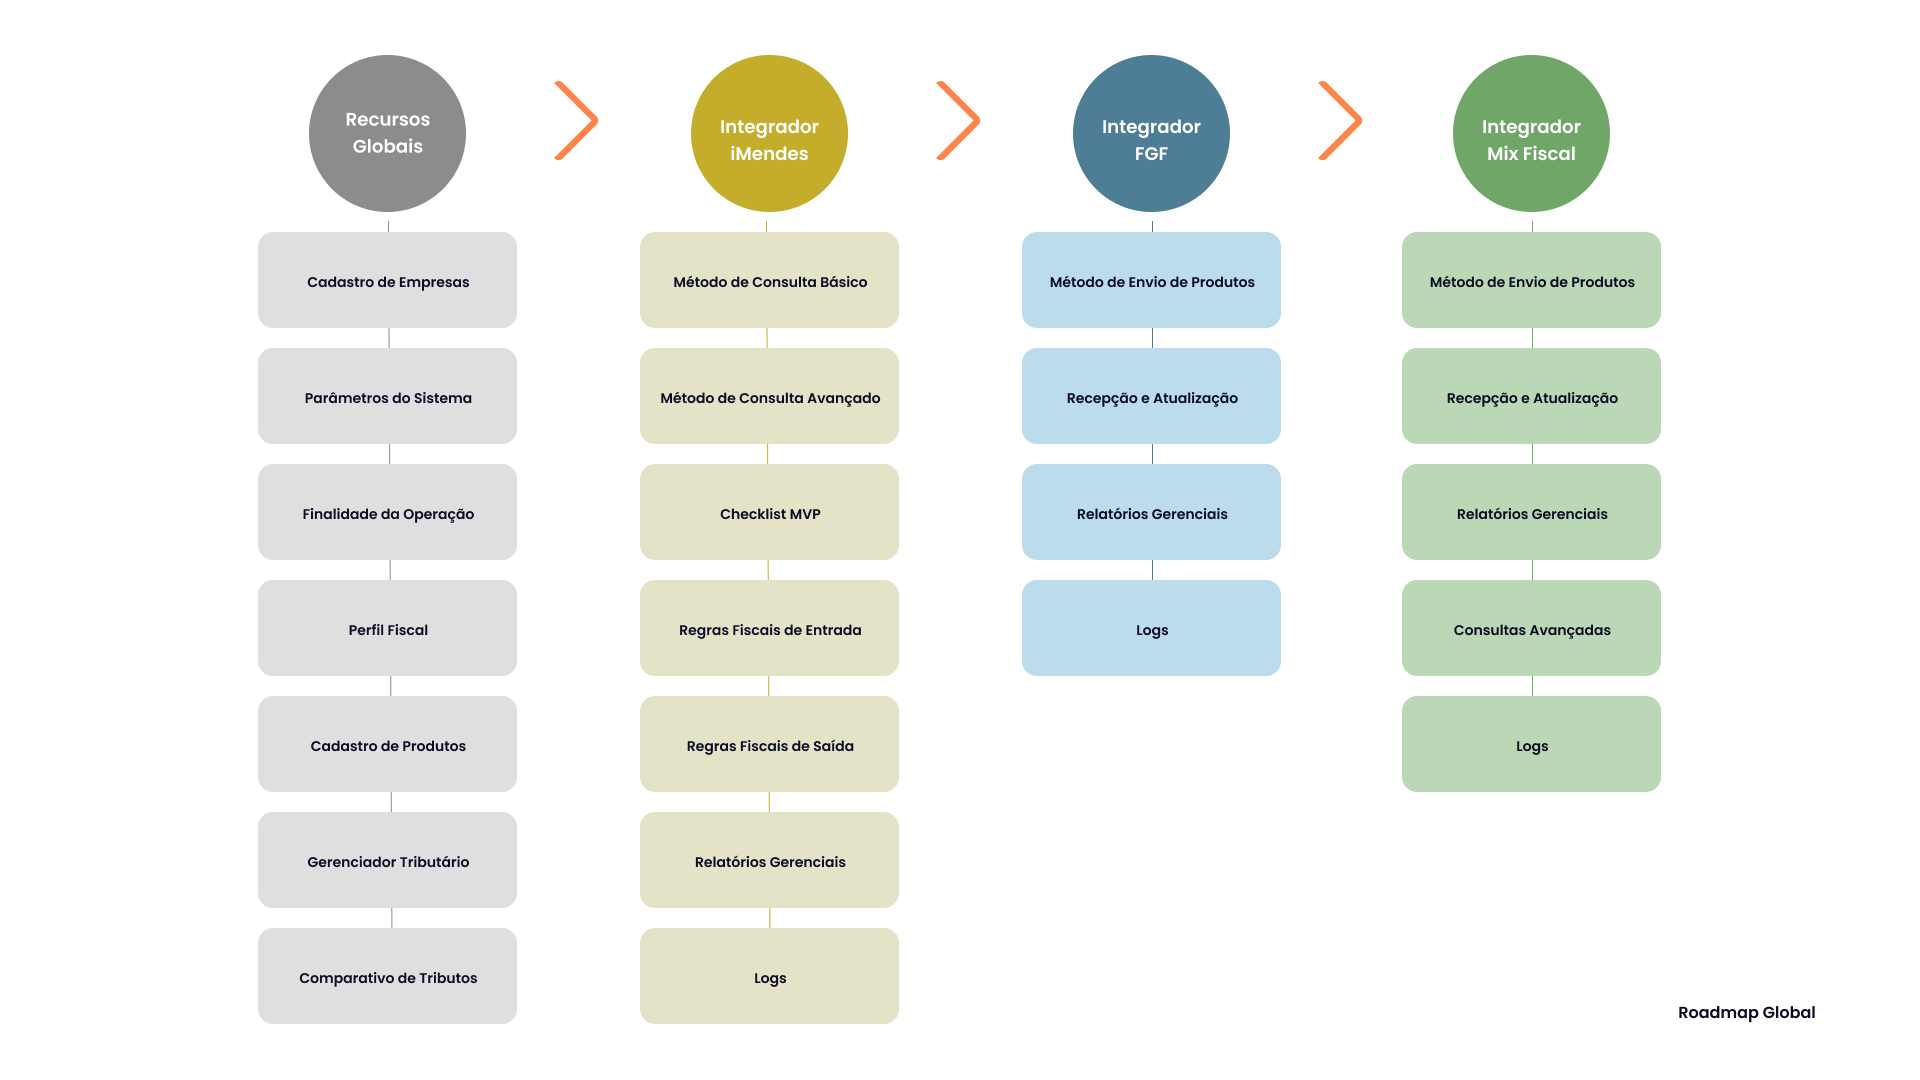 Recursos
Globais
Cadastro de Empresas
Parâmetros do Sistema
Finalidade da Operação
Perfil Fiscal
Cadastro de Produtos
Gerenciador Tributário
Comparativo de Tributos
Integrador
iMendes
Método de Consulta Básico
Método de Consulta Avançado
Checklist MVP
Regras Fiscais de Entrada
Regras Fiscais de Saída
Relatórios Gerenciais
Logs
Integrador
FGF
Método de Envio de Produtos
Recepção e Atualização
Relatórios Gerenciais
Logs
Integrador
Mix Fiscal
Método de Envio de Produtos
Recepção e Atualização
Relatórios Gerenciais
Consultas Avançadas
Logs
Roadmap Global